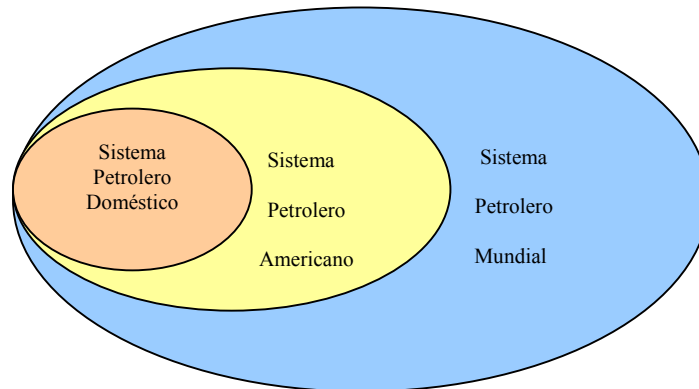 Sistema
Petrolero
Doméstico
Sistema
Petrolero
Americano
Sistema
Petrolero
Mundial